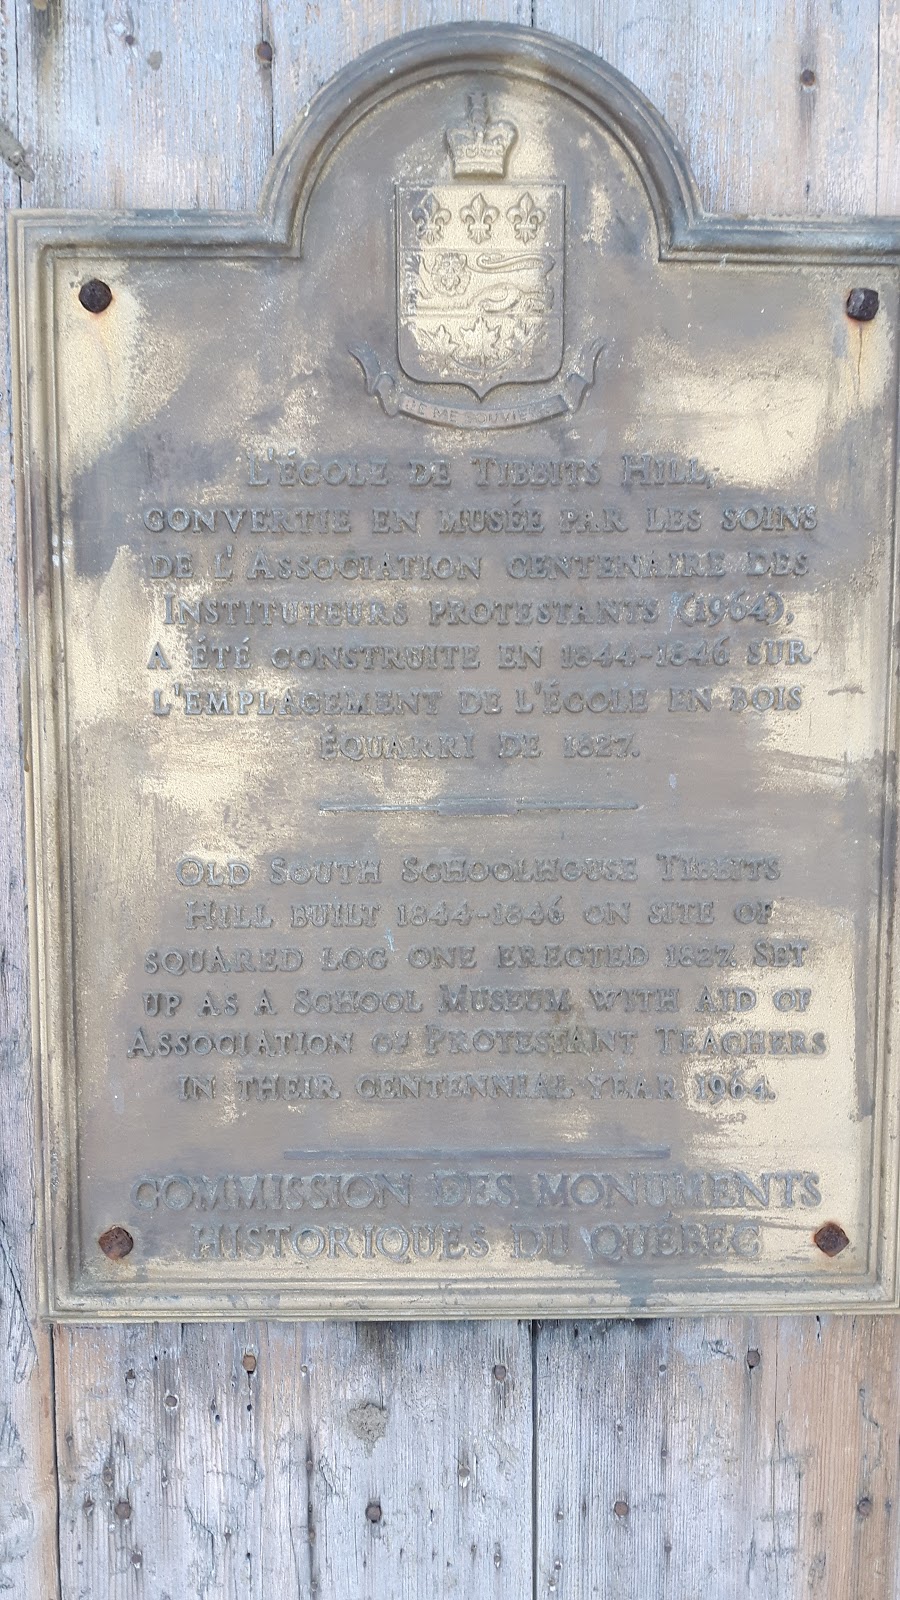 JE ME SOUVIENS
L'ÉCOLE DE TIBBITS HILL,
CONVERTIE EN MUSÉE PAR LES SOINS
DE L'ASSOCIATION CENTENAIRE DES
INSTITUTEURS PROTESTANTS (1964),
A ÉTÉ CONSTRUITE EN 1844-1846 SUR
L'EMPLACEMENT DE L'ÉCOLE EN BOIS
ÉQUARRI DE 1827.
OLD SOUTH SCHOOLHOUSE TIBBITS
HILL BUILT 1844-1846 ON SITE OF
SQUARED LOG ONE ERECTED 1827. SET
UP AS A SCHOOL MUSEUM WITH AID OF
ASSOCIATION OF PROTESTANT TEACHERS
IN THEIR CENTENNIAL YEAR 1964.
COMMISSION DES MONUMENTS
HISTORIQUES DU QUÉBEC